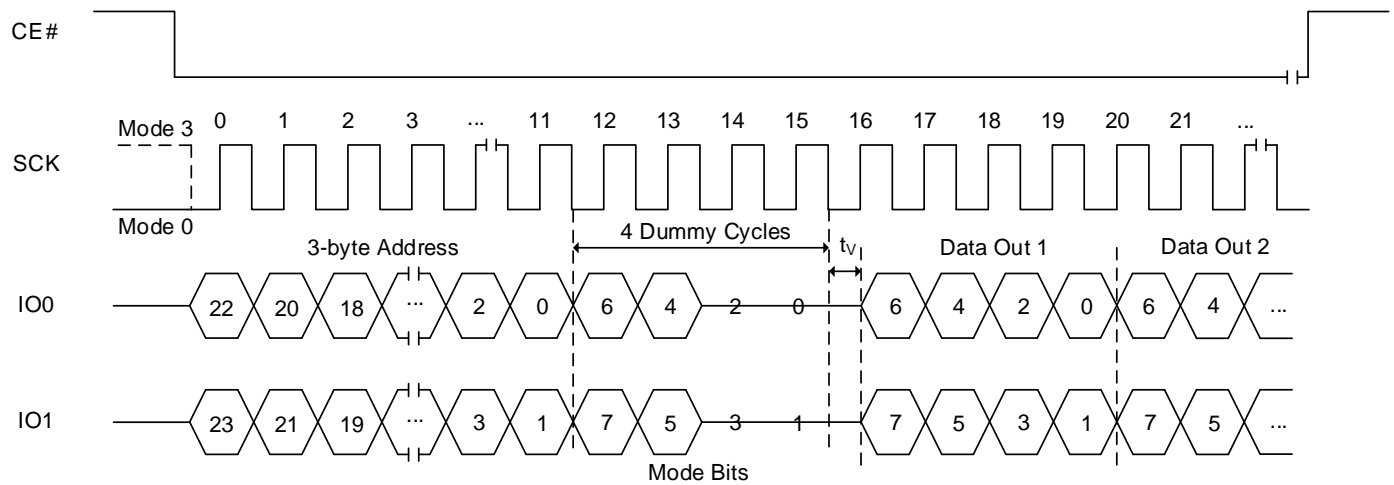 CE#
Mode 3
0 1 2 3 ... 11 12 13 14 15 16 17 18 19 20 21 ...
SCK
Mode 0
3-byte Address
4 Dummy Cycles
tV
Data Out 1
Data Out 2
IO0
22 20 18 ... 2 0 6 4 2 0 6 4 2 0 6 4 ...
IO1
23 21 19 ... 3 1 7 5 3 1 7 5 3 1 7 5 ...
Mode Bits